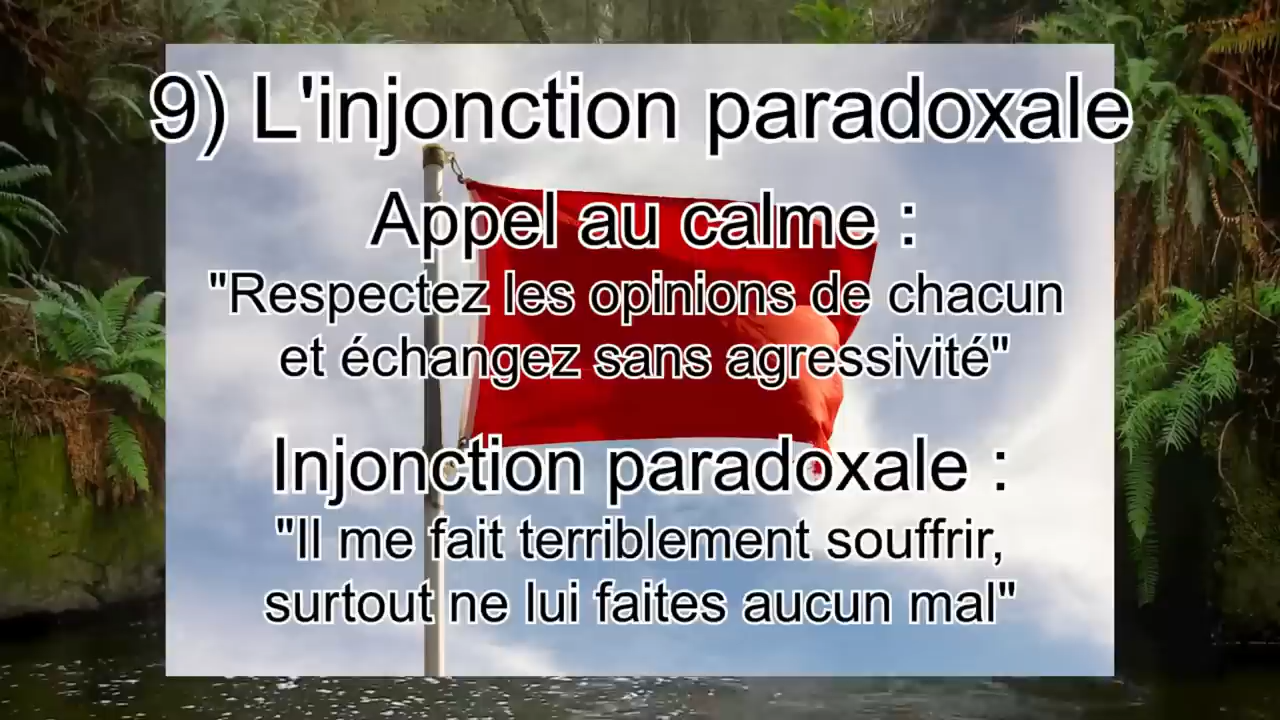 9) L'injonction paradoxale
Appel au calme :
"Respectez les opinions de chacun
et échangez sans agressivité"
Injonction paradoxale :
"Il me fait terriblement souffrir,
surtout ne lui faites aucun mal"